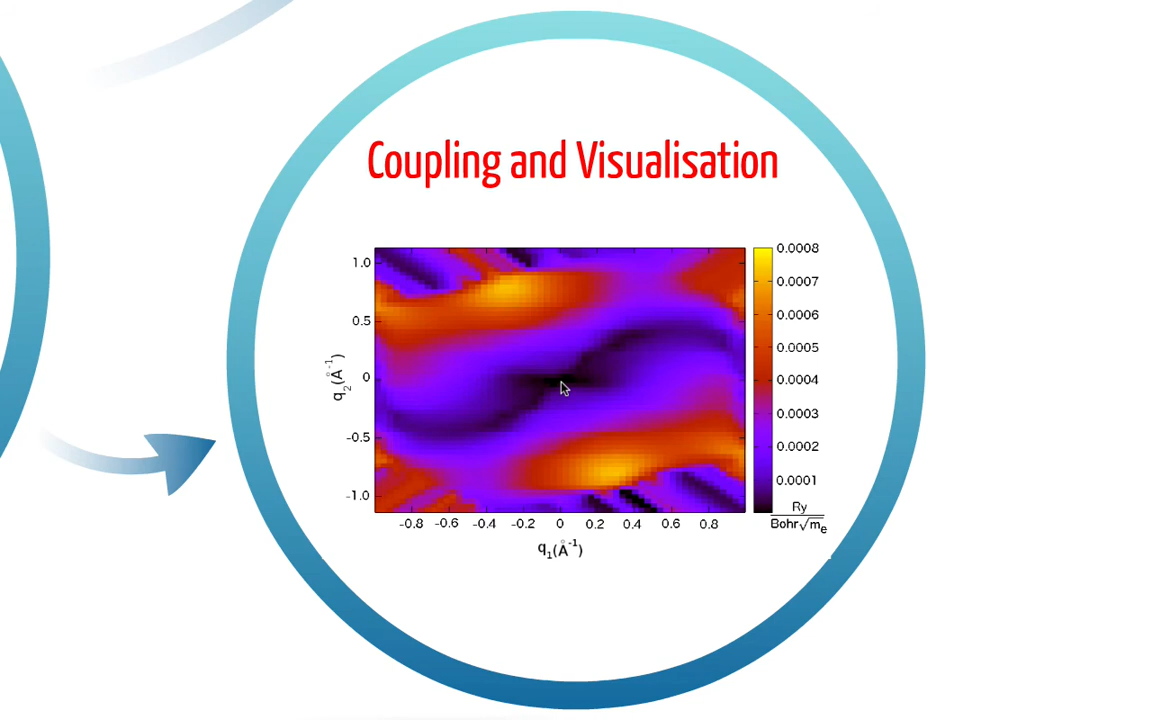 Coupling and Visualisation
1.0
0.5
0
-0.5
-1.0
q2(Å-1)
-0.8 -0.6 -0.4 -0.2 0 0.2 0.4 0.6 0.8
q1(Å-1)
0.0008
0.0007
0.0006
0.0005
0.0004
0.0003
0.0002
0.0001
Ry
Bohr√me